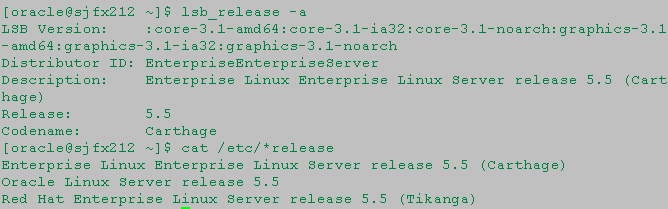 [oracle@sjfx212 ~]$ lsb_release -a
LSB Version:    :core-3.1-amd64:core-3.1-ia32:core-3.1-noarch:graphics-3.1
-amd64:graphics-3.1-ia32:graphics-3.1-noarch
Distributor ID: EnterpriseEnterpriseServer
Description:    Enterprise Linux Enterprise Linux Server release 5.5 (Cart
hage)
Release:        5.5
Codename:       Carthage
[oracle@sjfx212 ~]$ cat /etc/*release
Enterprise Linux Enterprise Linux Server release 5.5 (Carthage)
Oracle Linux Server release 5.5
Red Hat Enterprise Linux Server release 5.5 (Tikanga)